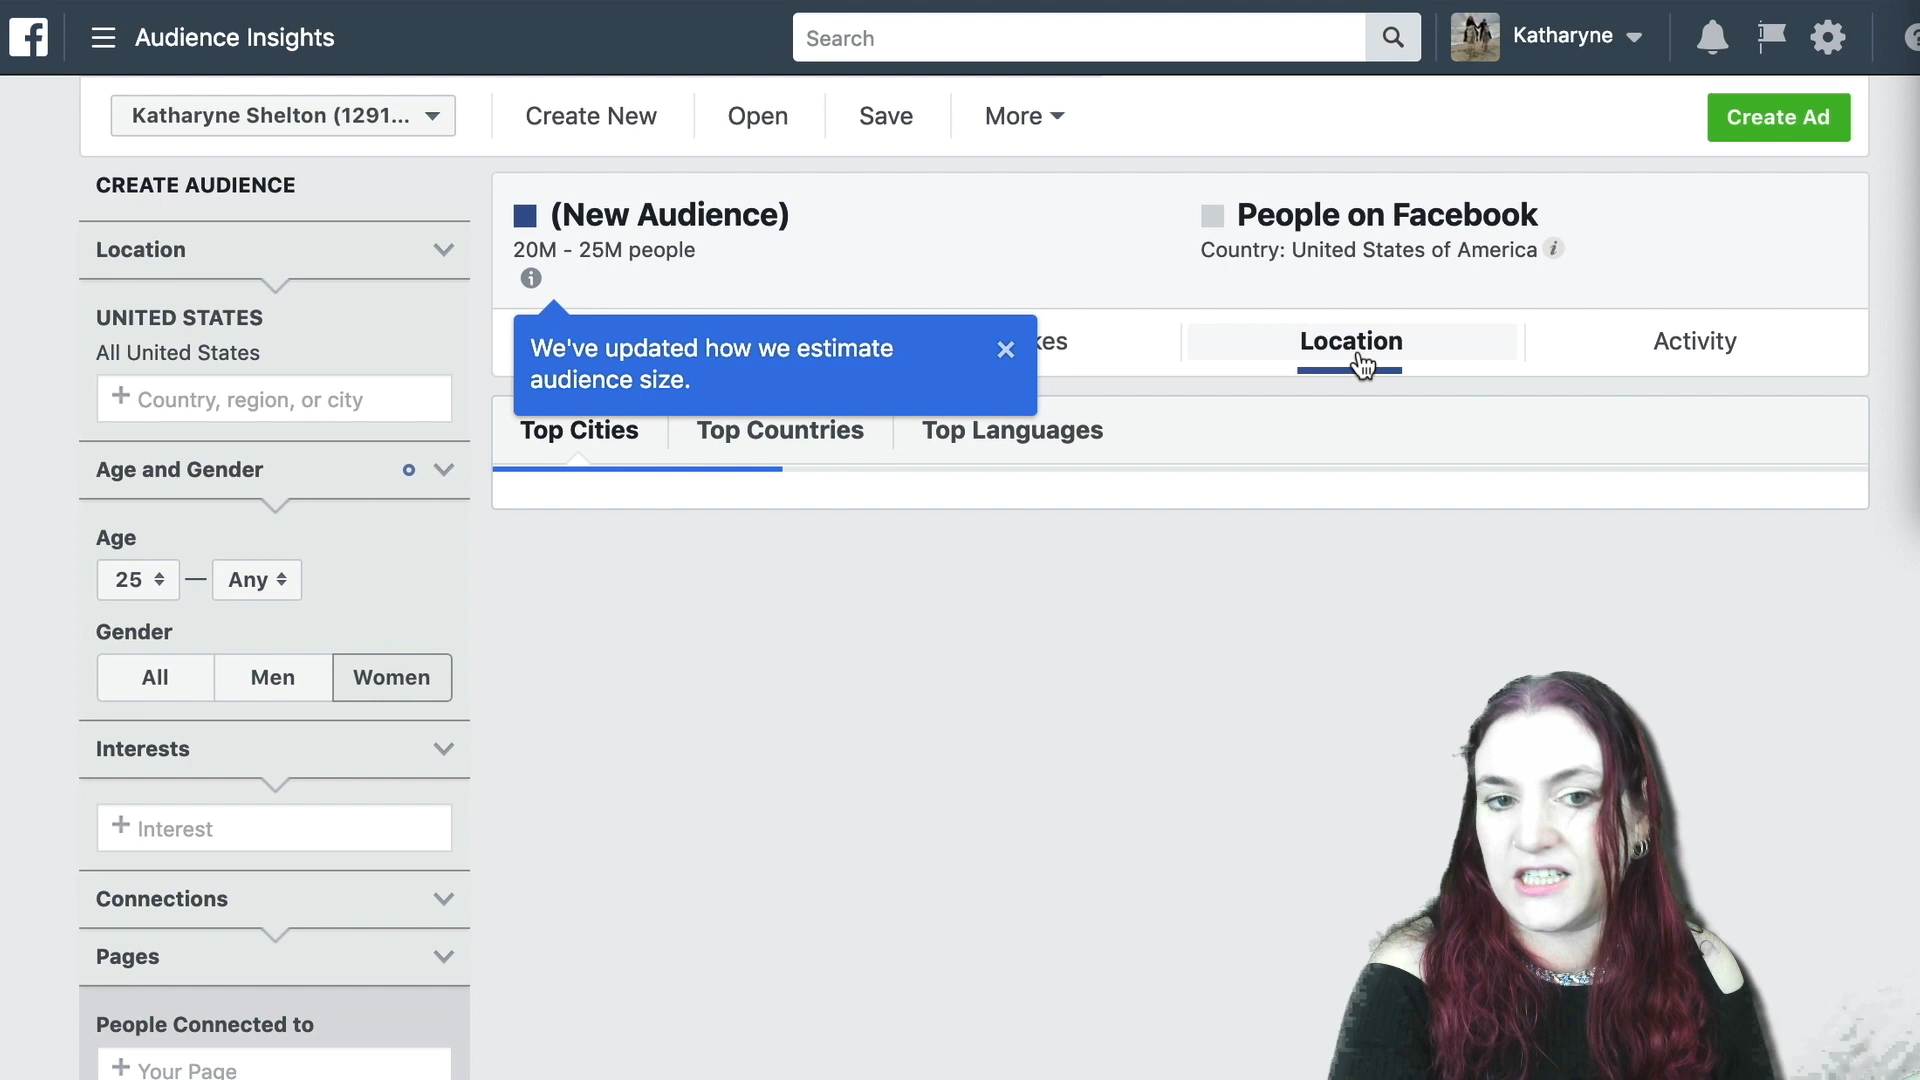 Audience Insights
Search
Katharyne
Katharyne Shelton (1291...
Create New
Open
Save
More
Create Ad
CREATE AUDIENCE
Location
UNITED STATES
All United States
+ Country, region, or city
Age and Gender
Age
25 — Any
Gender
All
Men
Women
Interests
+ Interest
Connections
Pages
People Connected to
+ Your Page
(New Audience)
20M - 25M people
People on Facebook
Country: United States of America
We've updated how we estimate
audience size.
Location
Activity
Top Cities
Top Countries
Top Languages